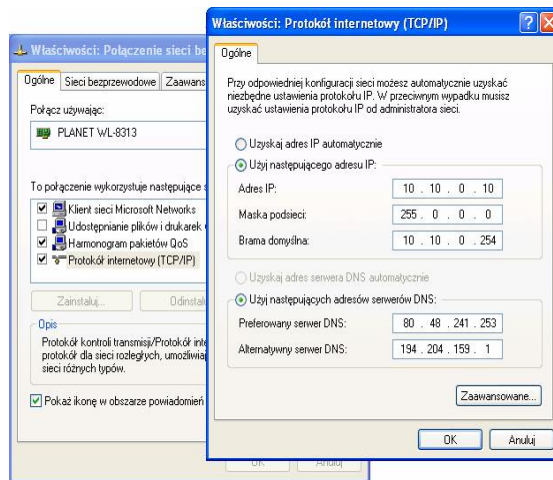 Właściwości: Połączenie sieci be
Ogólne
Sieci bezprzewodowe
Zaawans
Połącz używając:
PLANET WL-8313
To połączenie wykorzystuje następujące s
Klient sieci Microsoft Networks
Udostępnianie plików i drukarek
Harmonogram pakietów QoS
Protokół internetowy (TCP/IP)
Zainstaluj...
Odinstalu
Opis
Protokół kontroli transmisji/Protokół inte
protokół dla sieci rozległych, umożliwiaj
sieci różnych typów.
Pokaż ikonę w obszarze powiadomień
OK
Anuluj
Właściwości: Protokół internetowy (TCP/IP)
Ogólne
Przy odpowiedniej konfiguracji sieci możesz automatycznie uzyskać
niezbędne ustawienia protokołu IP. W przeciwnym wypadku musisz
uzyskać ustawienia protokołu IP od administratora sieci.
Uzyskaj adres IP automatycznie
Użyj następującego adresu IP:
Adres IP: 10 . 10 . 0 . 10
Maska podsieci: 255 . 0 . 0 . 0
Brama domyślna: 10 . 10 . 0 . 254
Uzyskaj adres serwera DNS automatycznie
Użyj następujących adresów serwerów DNS:
Preferowany serwer DNS: 80 . 48 . 241 . 253
Alternatywny serwer DNS: 194 . 204 . 159 . 1
Zaawansowane...
OK
Anuluj